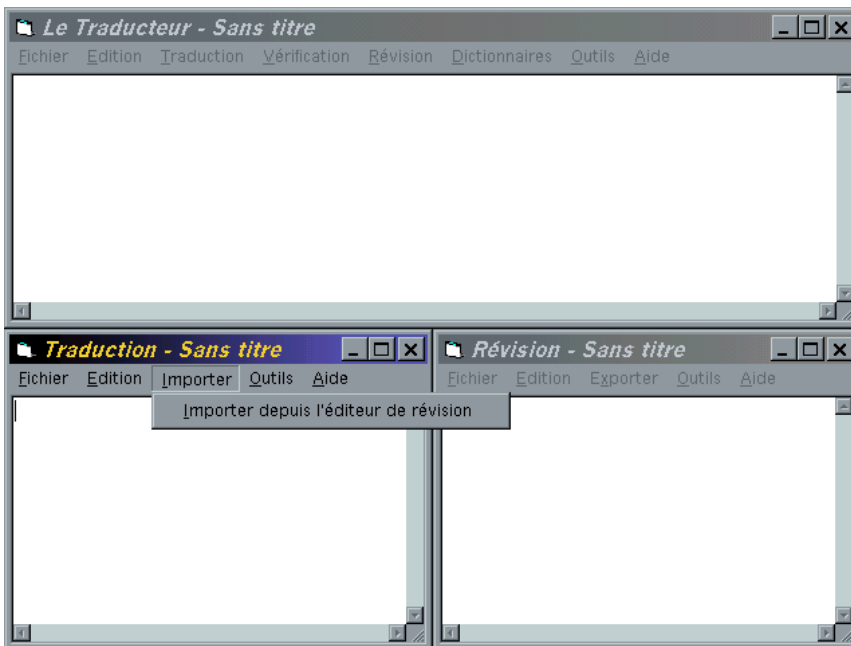 Le Traducteur - Sans titre
Fichier Edition Traduction Vérification Révision Dictionnaires Outils Aide
Traduction - Sans titre
Fichier Edition Importer Outils Aide
Importer depuis l'éditeur de révision
Révision - Sans titre
Fichier Edition Exporter Outils Aide